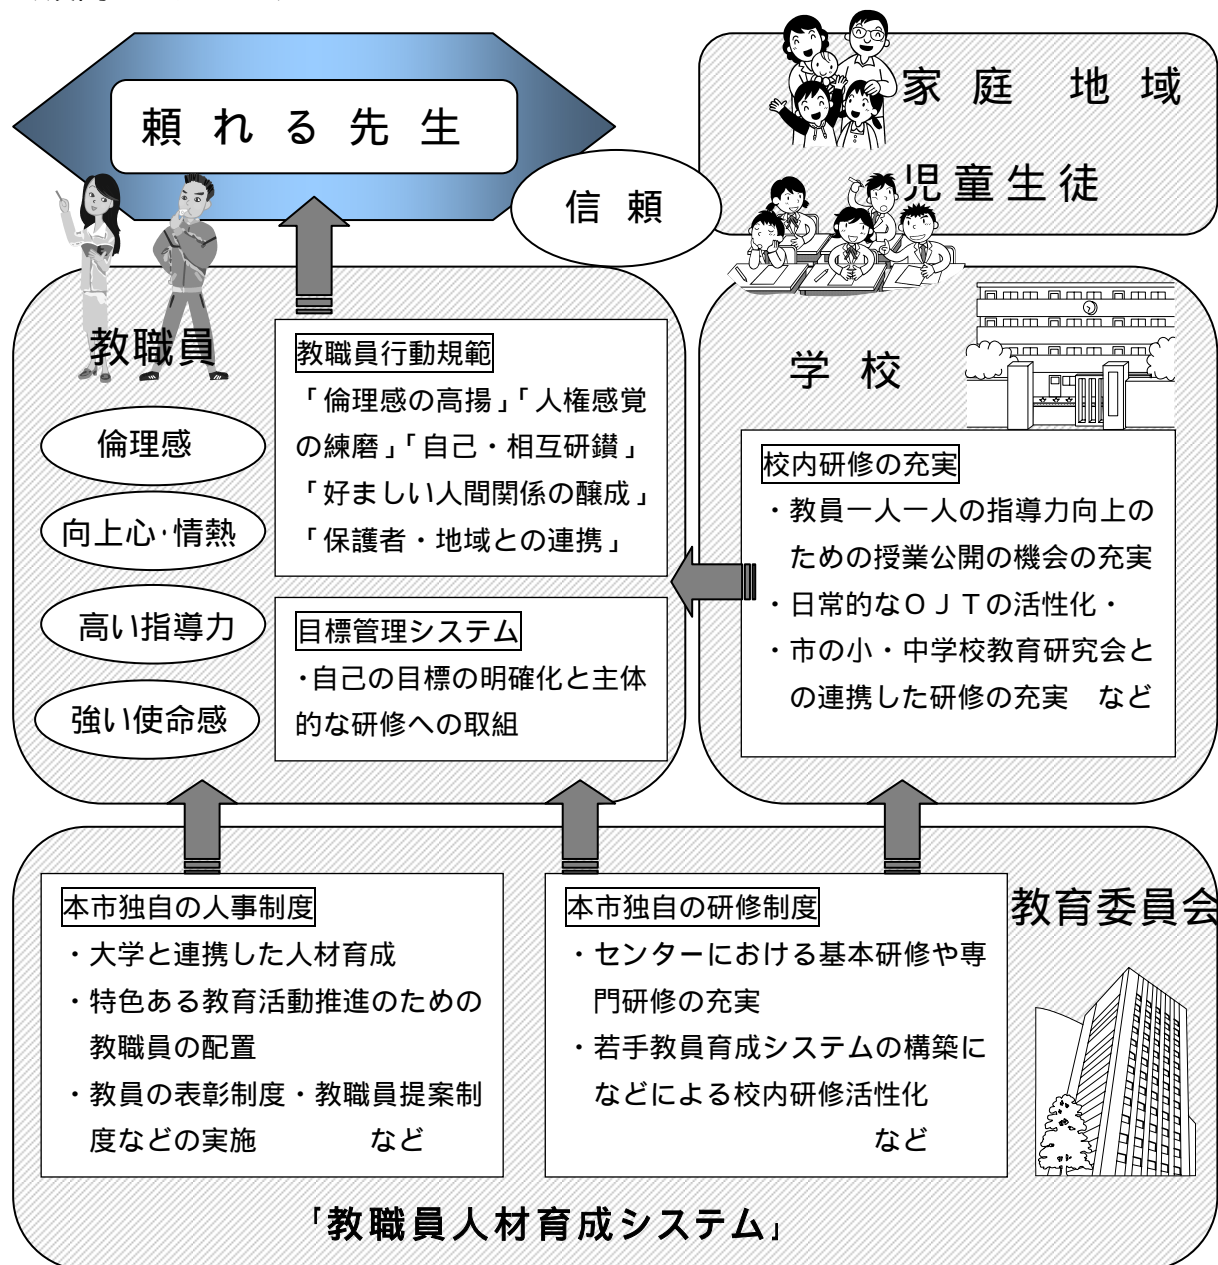 頼れる先生
家庭 地域
児童生徒
信頼
教職員
倫理感
向上心・情熱
高い指導力
強い使命感
教職員行動規範
「倫理感の高揚」「人権感覚
の練磨」「自己・相互研鑚」
「好ましい人間関係の醸成」
「保護者・地域との連携」
目標管理システム
・自己の目標の明確化と主体
的な研修への取組
学校
校内研修の充実
・教員一人一人の指導力向上の
ための授業公開の機会の充実
・日常的なＯＪＴの活性化・
・市の小・中学校教育研究会と
の連携した研修の充実　など
本市独自の人事制度
・大学と連携した人材育成
・特色ある教育活動推進のための
教職員の配置
・教員の表彰制度・教職員提案制
度などの実施　　　　など
本市独自の研修制度
・センターにおける基本研修や専
門研修の充実
・若手教員育成システムの構築に
などによる校内研修活性化
など
教育委員会
「教職員人材育成システム」